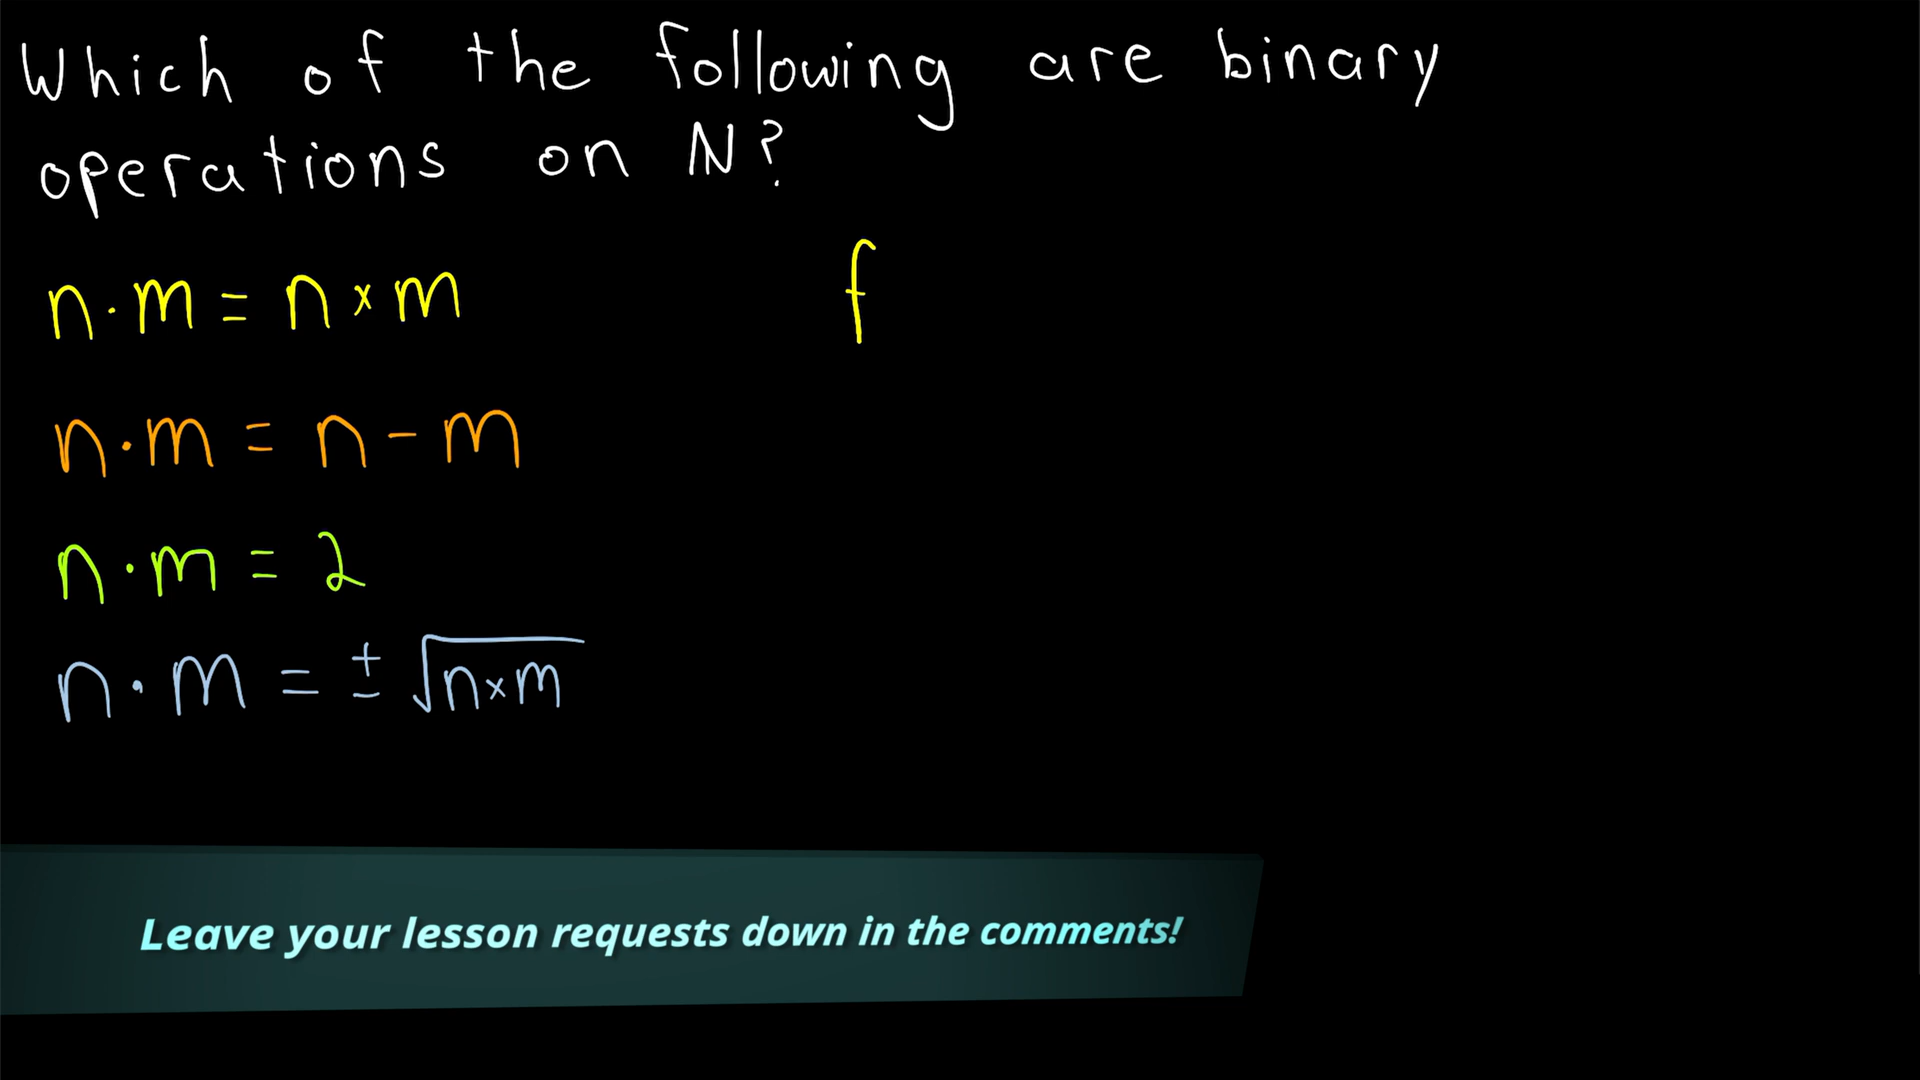 Which of the following are binary
operations on ℕ?
n·m = n×m
f
n·m = n-m
n·m = 2
n·m = ±√n×m
Leave your lesson requests down in the comments!